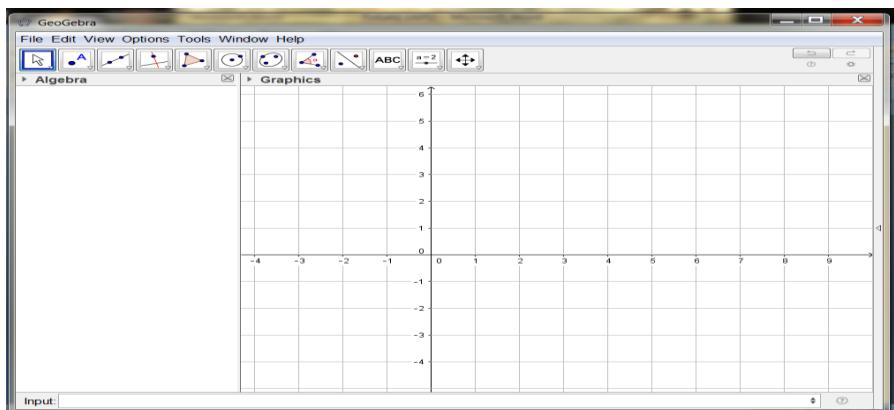 GeoGebra
File Edit View Options Tools Window Help
A
α
ABC
a=2
Algebra
Graphics
6
5
4
3
2
1
0
-4 -3 -2 -1 0 1 2 3 4 5 6 7 8 9
-1
-2
-3
-4
Input: